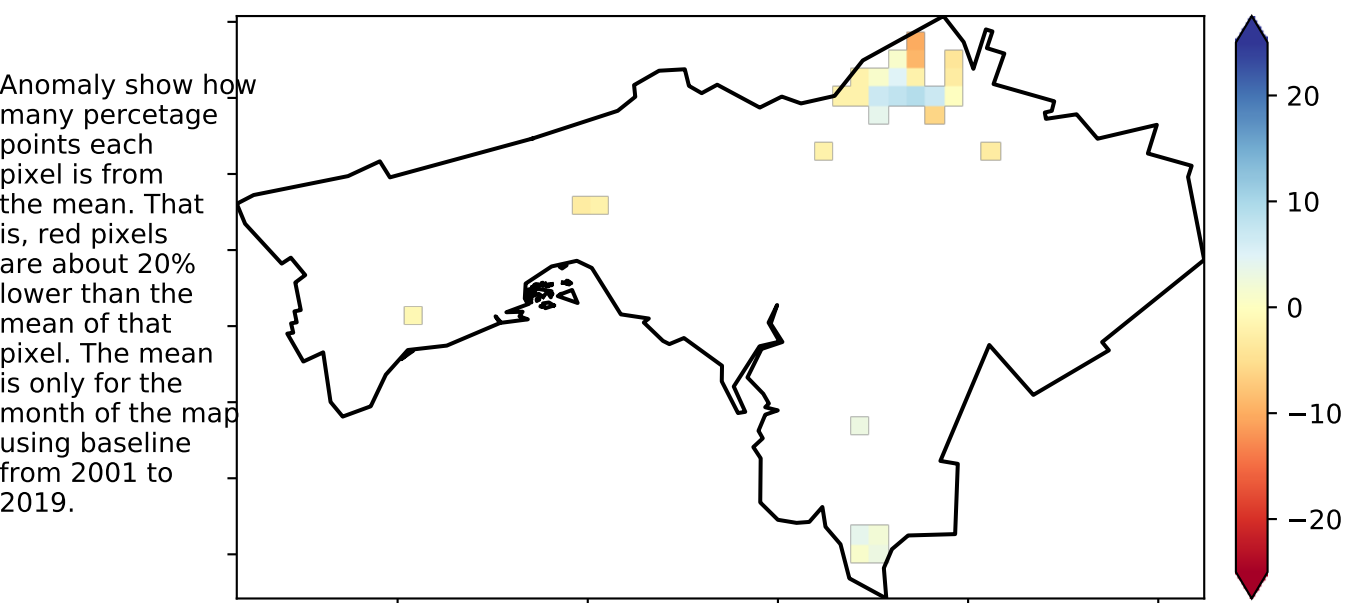 Anomaly show how
many percetage
points each
pixel is from
the mean. That
is, red pixels
are about 20%
lower than the
mean of that
pixel. The mean
is only for the
month of the map
using baseline
from 2001 to
2019.
20
10
0
−10
−20